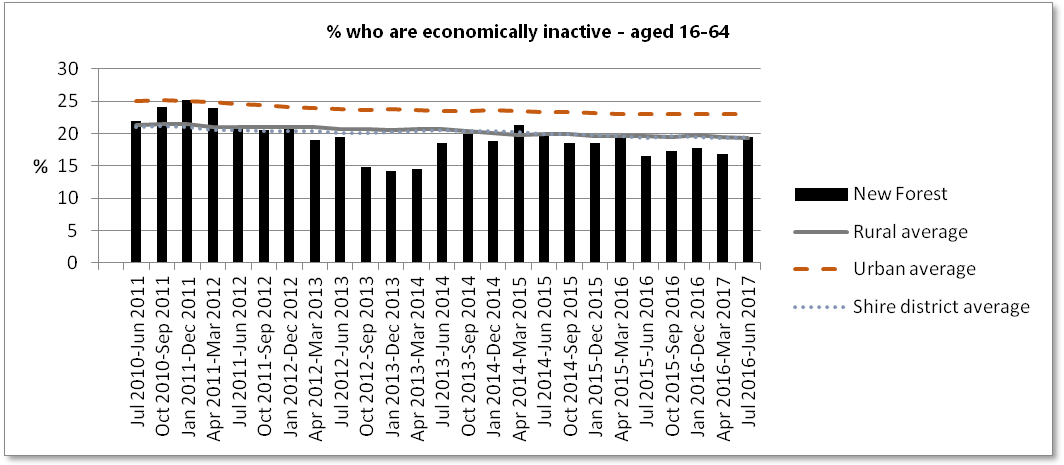 % who are economically inactive - aged 16-64
30
25
20
15
10
5
0
%
Jul 2010-Jun 2011
Oct 2010-Sep 2011
Jan 2011-Dec 2011
Apr 2011-Mar 2012
Jul 2011-Jun 2012
Oct 2011-Sep 2012
Jan 2012-Dec 2012
Apr 2012-Mar 2013
Jul 2012-Jun 2013
Oct 2012-Sep 2013
Jan 2013-Dec 2013
Apr 2013-Mar 2014
Jul 2013-Jun 2014
Oct 2013-Sep 2014
Jan 2014-Dec 2014
Apr 2014-Mar 2015
Jul 2014-Jun 2015
Oct 2014-Sep 2015
Jan 2015-Dec 2015
Apr 2015-Mar 2016
Jul 2015-Jun 2016
Oct 2015-Sep 2016
Jan 2016-Dec 2016
Apr 2016-Mar 2017
Jul 2016-Jun 2017
New Forest
Rural average
Urban average
Shire district average